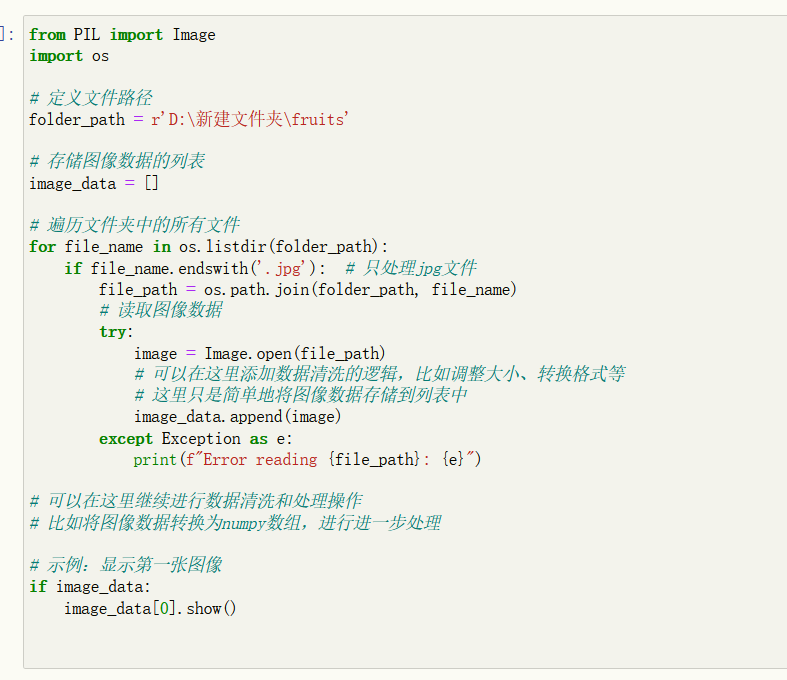 ]:
from PIL import Image
import os
# 定义文件路径
folder_path = r'D:\新建文件夹\fruits'
# 存储图像数据的列表
image_data = []
# 遍历文件夹中的所有文件
for file_name in os.listdir(folder_path):
    if file_name.endswith('.jpg'):  # 只处理jpg文件
        file_path = os.path.join(folder_path, file_name)
        # 读取图像数据
        try:
            image = Image.open(file_path)
            # 可以在这里添加数据清洗的逻辑，比如调整大小、转换格式等
            # 这里只是简单地将图像数据存储到列表中
            image_data.append(image)
        except Exception as e:
            print(f"Error reading {file_path}: {e}")
# 可以在这里继续进行数据清洗和处理操作
# 比如将图像数据转换为numpy数组，进行进一步处理
# 示例：显示第一张图像
if image_data:
    image_data[0].show()